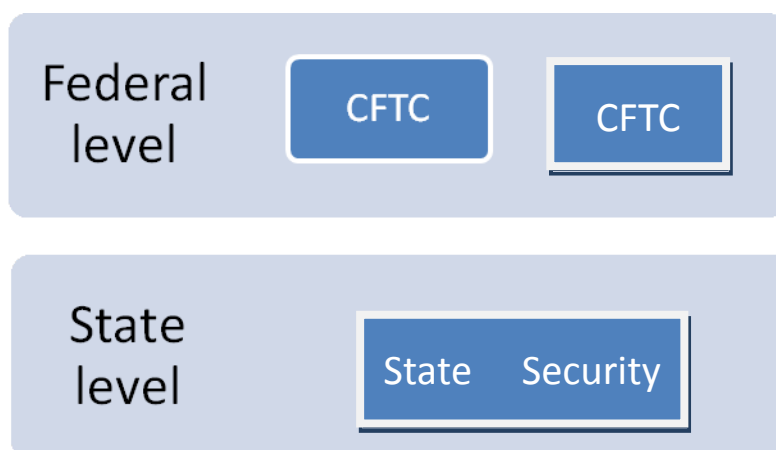 Federal
level
CFTC
CFTC
State
level
State Security